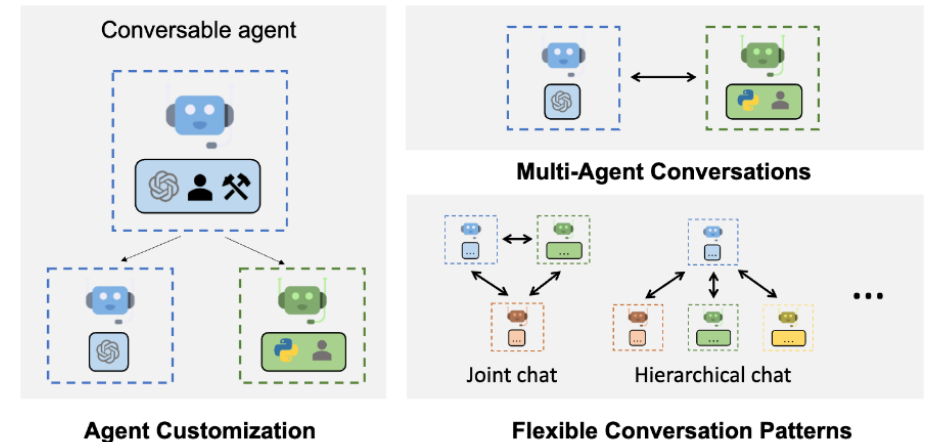 Conversable agent
Agent Customization
Multi-Agent Conversations
...
...
...
...
...
...
...
...
Joint chat
Hierarchical chat
Flexible Conversation Patterns